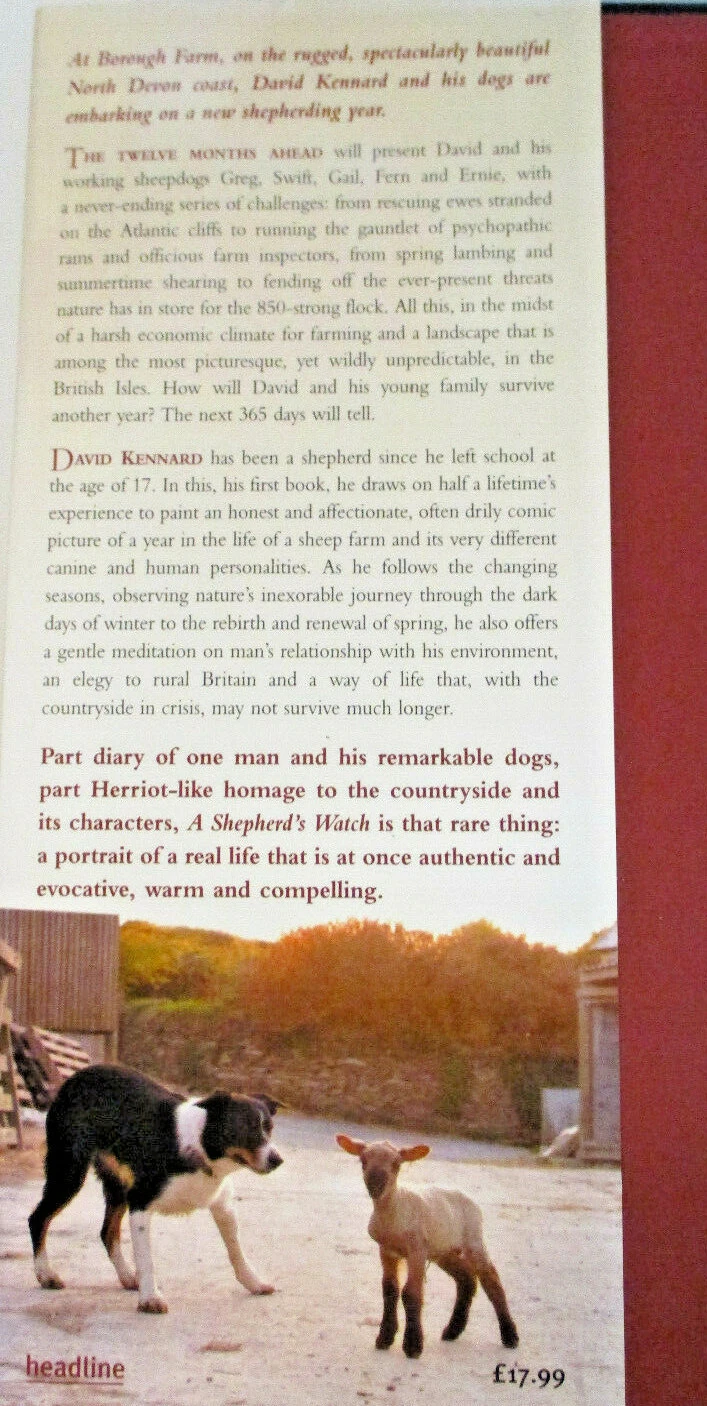 At Borough Farm, on the rugged, spectacularly beautiful
North Devon coast, David Kennard and his dogs are
embarking on a new shepherding year.
THE TWELVE MONTHS AHEAD will present David and his
working sheepdogs Greg, Swift, Gail, Fern and Ernie, with
a never-ending series of challenges: from rescuing ewes stranded
on the Atlantic cliffs to running the gauntlet of psychopathic
rams and officious farm inspectors, from spring lambing and
summertime shearing to fending off the ever-present threats
nature has in store for the 850-strong flock. All this, in the midst
of a harsh economic climate for farming and a landscape that is
among the most picturesque, yet wildly unpredictable, in the
British Isles. How will David and his young family survive
another year? The next 365 days will tell.
DAVID KENNARD has been a shepherd since he left school at
the age of 17. In this, his first book, he draws on half a lifetime's
experience to paint an honest and affectionate, often drily comic
picture of a year in the life of a sheep farm and its very different
canine and human personalities. As he follows the changing
seasons, observing nature's inexorable journey through the dark
days of winter to the rebirth and renewal of spring, he also offers
a gentle meditation on man's relationship with his environment,
an elegy to rural Britain and a way of life that, with the
countryside in crisis, may not survive much longer.
Part diary of one man and his remarkable dogs,
part Herriot-like homage to the countryside and
its characters, A Shepherd's Watch is that rare thing:
a portrait of a real life that is at once authentic and
evocative, warm and compelling.
headline
£17.99